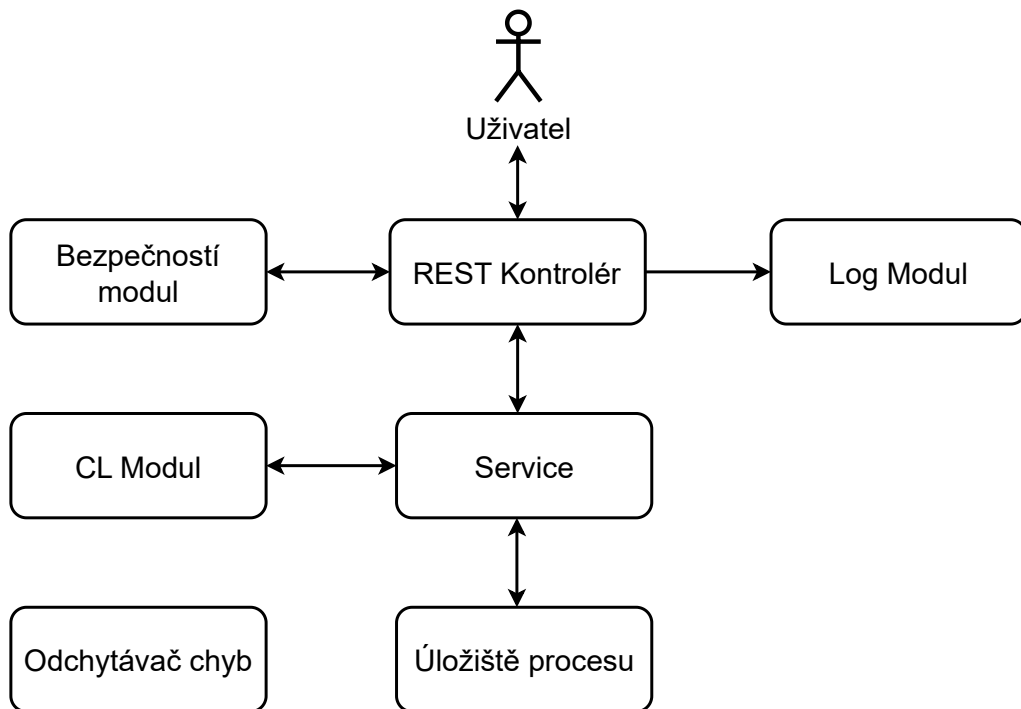 Uživatel
Bezpečností
modul
REST Kontrolér
Log Modul
CL Modul
Service
Odchytávač chyb
Úložiště procesu